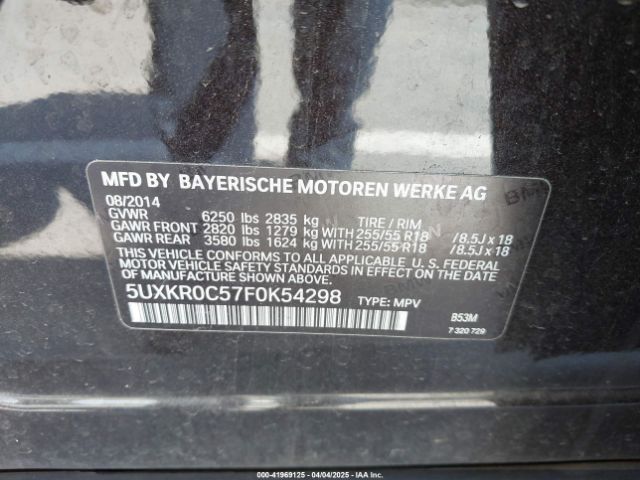 MFD BY BAYERISCHE MOTOREN WERKE AG
08/2014
GVWR 6250 lbs 2835 kg TIRE / RIM
GAWR FRONT 2820 lbs 1279 kg WITH 255/55 R18 /8.5J x 18
GAWR REAR 3580 lbs 1624 kg WITH 255/55 R18 /8.5J x 18
THIS VEHICLE CONFORMS TO ALL APPLICABLE U. S. FEDERAL
MOTOR VEHICLE SAFETY STANDARDS IN EFFECT ON THE DATE
OF MANUFACTURE SHOWN ABOVE.
5UXKR0C57F0K54298 TYPE: MPV B53M
7 320 729
000-41969125 - 04/04/2025 - IAAI CORP